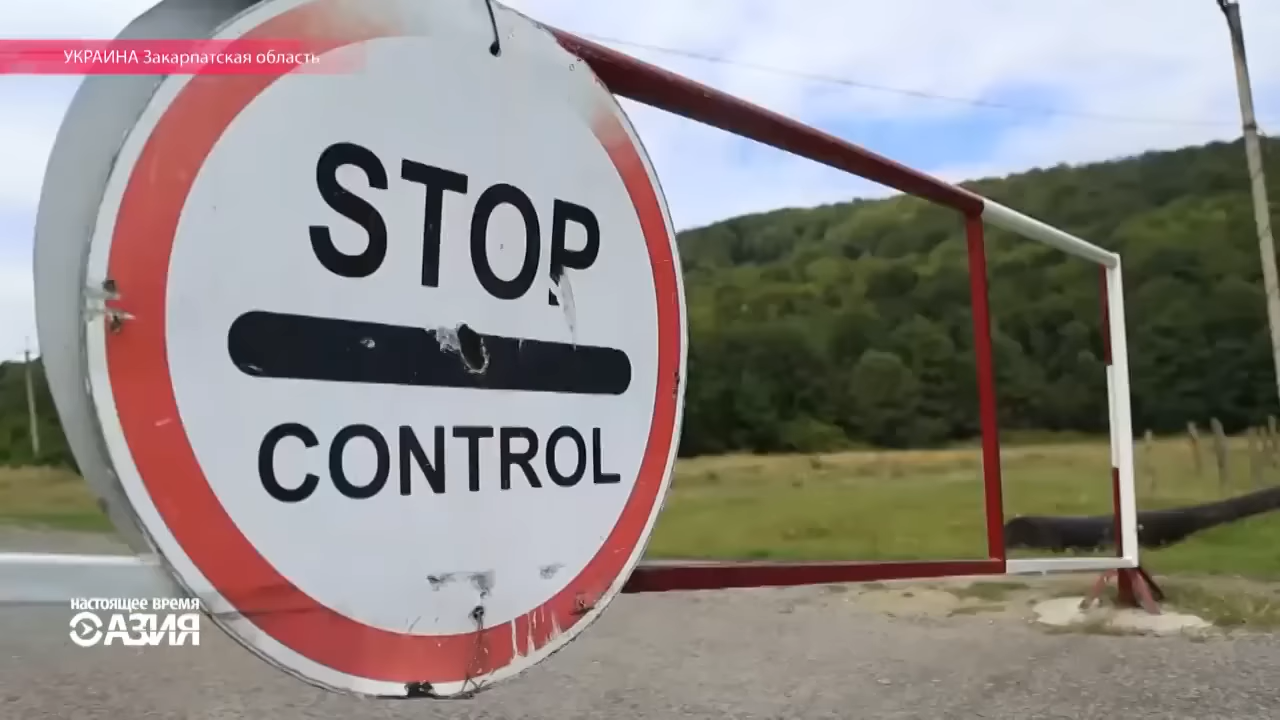 УКРАИНА Закарпатская область
STOP
CONTROL
НАСТОЯЩЕЕ ВРЕМЯ
АЗИЯ